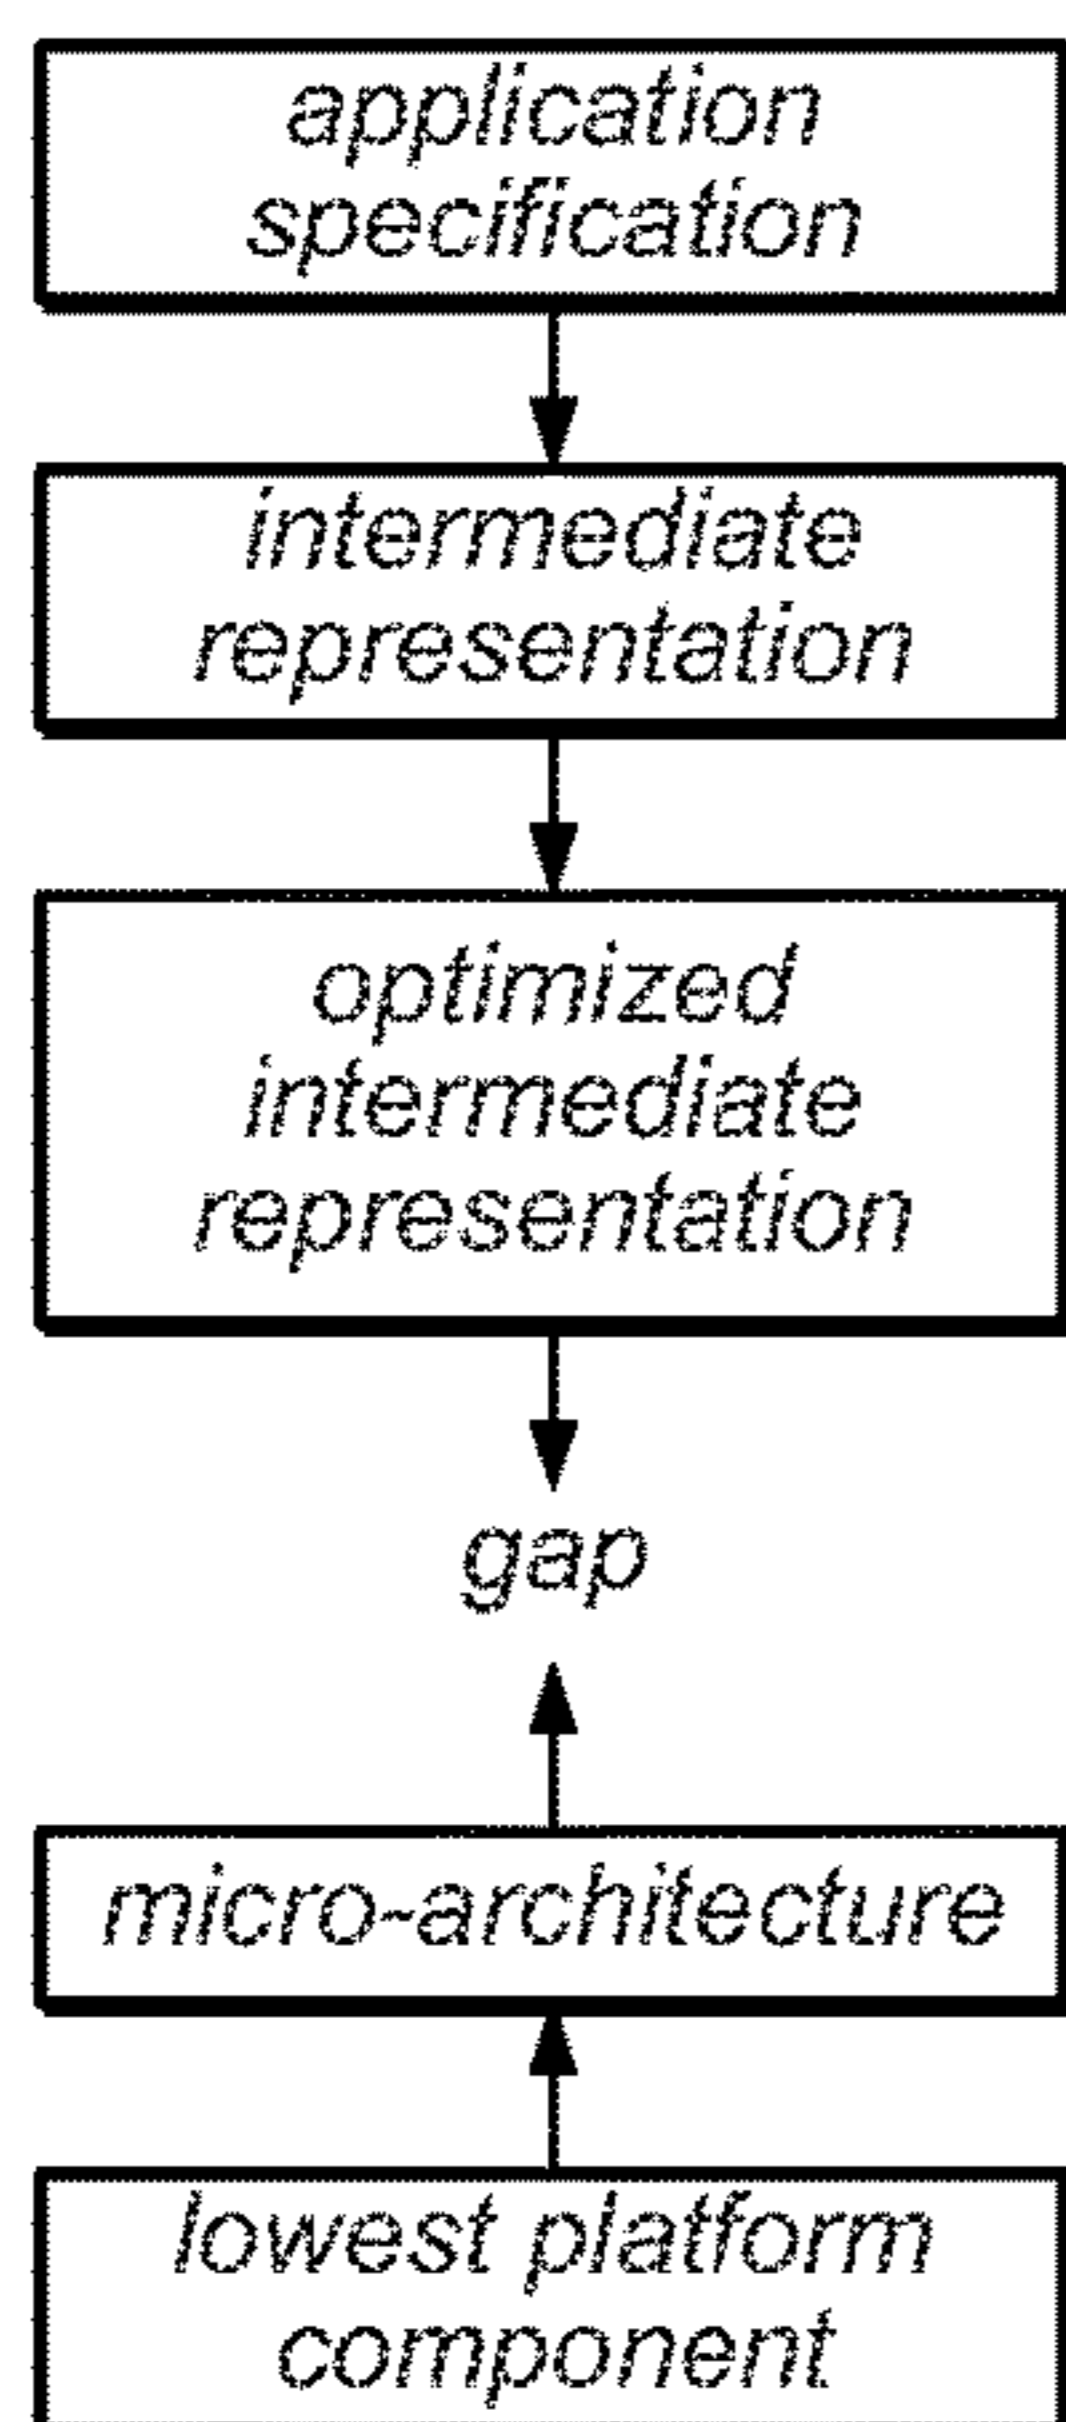 application
specification
intermediate
representation
optimized
intermediate
representation
gap
micro-architecture
lowest platform
component